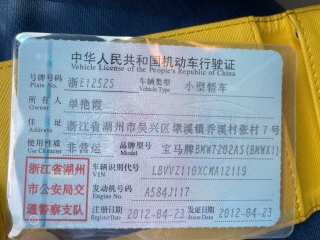 中华人民共和国机动车行驶证
Vehicle License of the People's Republic of China
号牌号码 Plate No. 浙E1252S 车辆类型 Vehicle Type 小型轿车
所有人 Owner 单艳霞
住址 浙江省湖州市吴兴区埭溪镇乔溪村张村7号
使用性质 Use Character 非营运 品牌型号 Model 宝马牌BMW7202AS(BMWX1)
浙江省湖州市公安局交通警察支队
车辆识别代号 VIN LBVVZ110XCMA12119
发动机号码 Engine No. A584J117
注册日期 2012-04-23 发证日期 Issue Date 2012-04-23